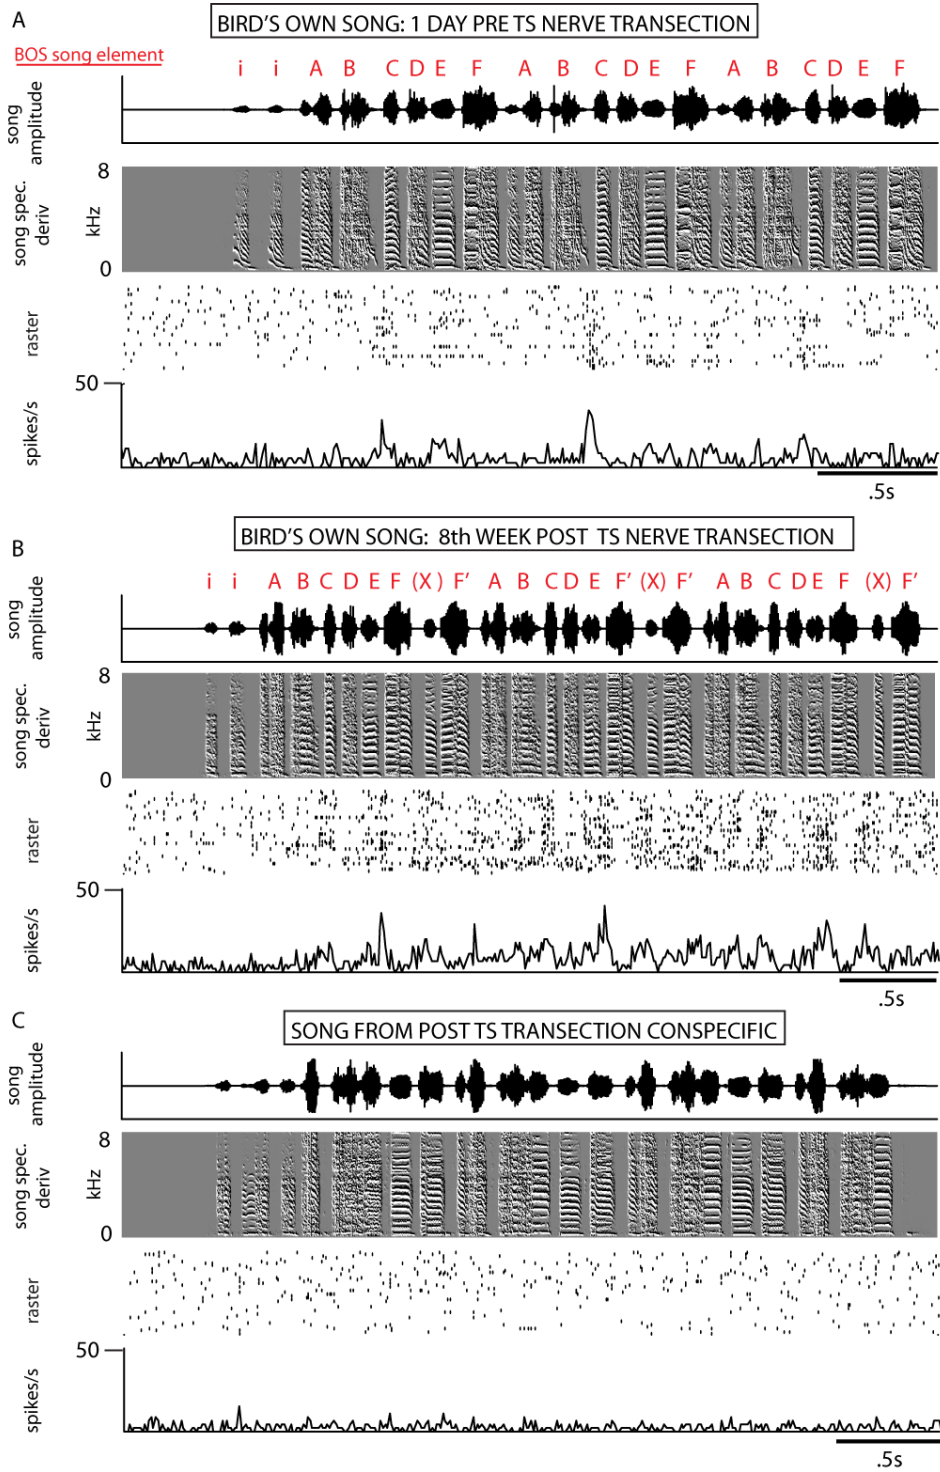 A
BIRD'S OWN SONG: 1 DAY PRE TS NERVE TRANSECTION
BOS song element
i i A B C D E F A B C D E F A B C D E F
song amplitude
song spec. deriv
kHz
8
0
raster
spikes/s
50
.5s
B
BIRD'S OWN SONG: 8th WEEK POST TS NERVE TRANSECTION
i i A B C D E F (X) F' A B C D E F' (X) F' A B C D E F (X) F'
song amplitude
song spec. deriv
kHz
8
0
raster
spikes/s
50
.5s
C
SONG FROM POST TS TRANSECTION CONSPECIFIC
song amplitude
song spec. deriv
kHz
8
0
raster
spikes/s
50
.5s